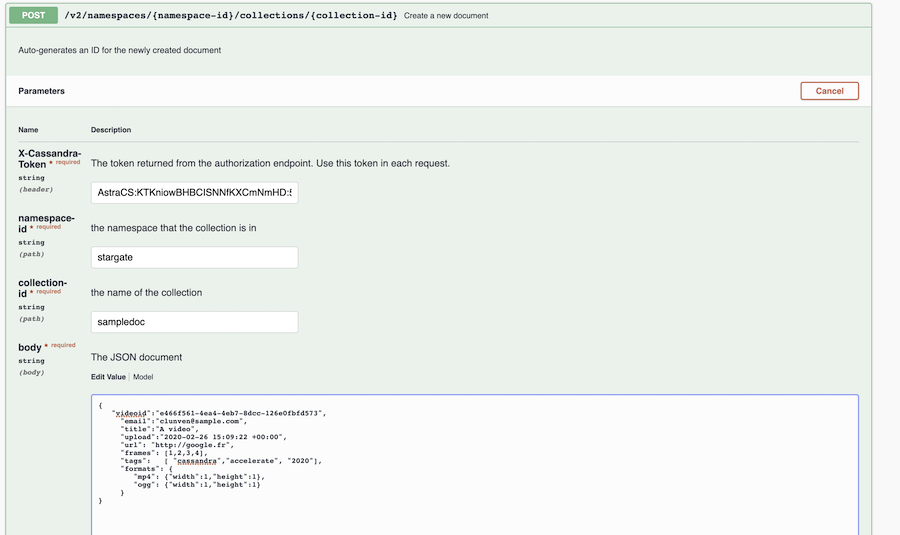 POST /v2/namespaces/{namespace-id}/collections/{collection-id} Create a new document
Auto-generates an ID for the newly created document
Parameters Cancel
Name Description
X-Cassandra-
Token * required
string
(header)
The token returned from the authorization endpoint. Use this token in each request.
AstraCS:KTKniowBHBCISNNfKXCmNmHD:
namespace-
id * required
string
(path)
the namespace that the collection is in
stargate
collection-
id * required
string
(path)
the name of the collection
sampledoc
body * required
string
(body)
The JSON document
Edit Value Model
{
"videoid":"e466f561-4ea4-4eb7-8dcc-126e0fbfd573",
"email":"clunven@sample.com",
"title":"A video",
"upload":"2020-02-26 15:09:22 +00:00",
"url": "http://google.fr",
"frames": [1,2,3,4],
"tags": [ "cassandra","accelerate", "2020"],
"formats": {
"mp4": {"width":1,"height":1},
"ogg": {"width":1,"height":1}
}
}